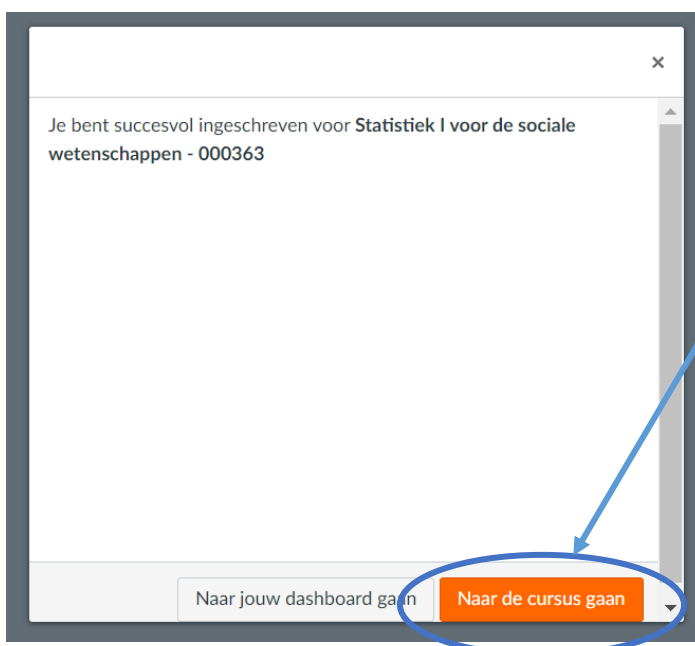 ×
Je bent succesvol ingeschreven voor Statistiek I voor de sociale
wetenschappen - 000363
Naar jouw dashboard gaan
Naar de cursus gaan